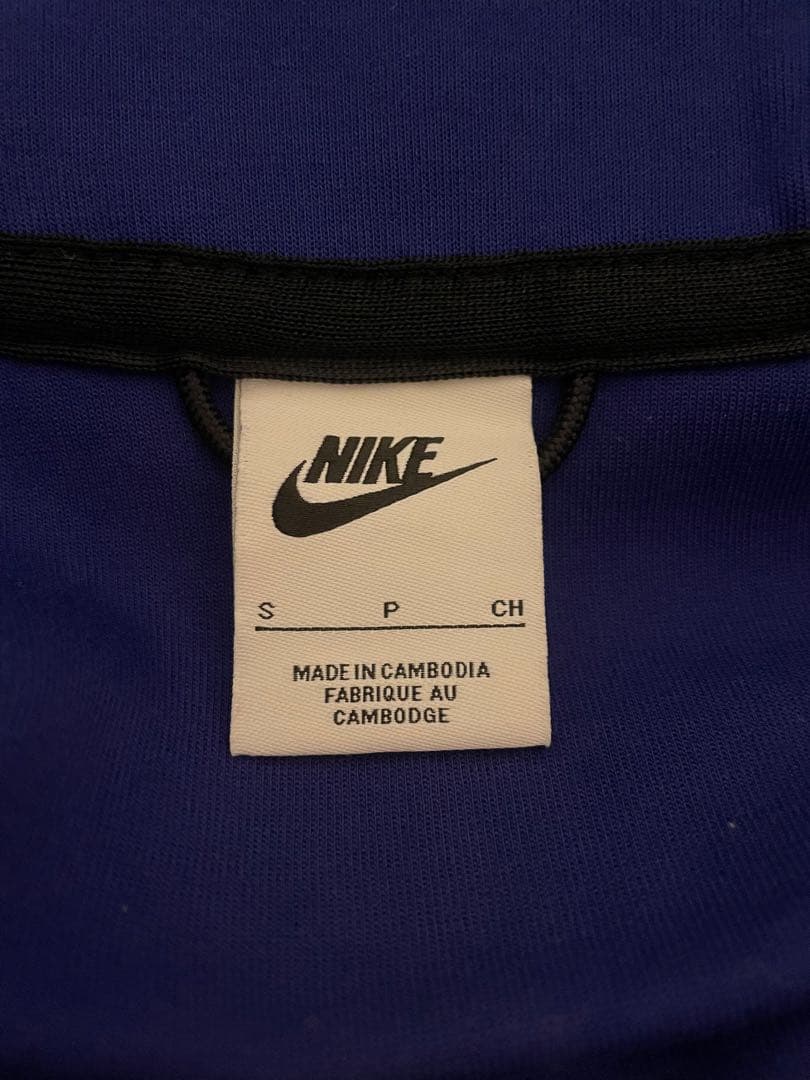 NIKE
S P CH
MADE IN CAMBODIA
FABRIQUE AU
CAMBODGE